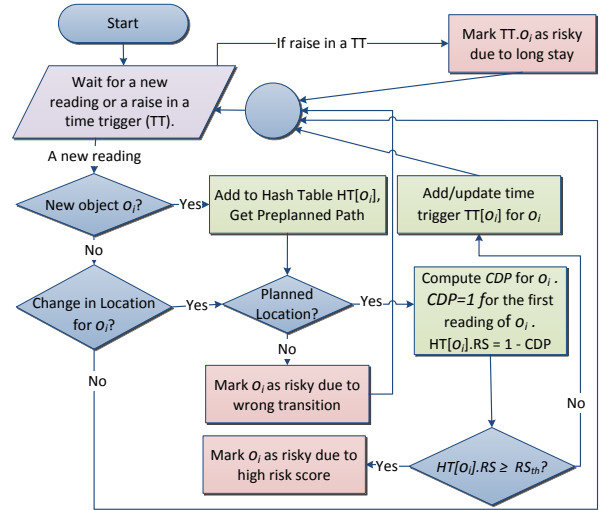 Start
If raise in a TT
Mark TT.oi as risky
due to long stay
Wait for a new
reading or a raise in a
time trigger (TT).
A new reading
New object oi?
Yes
Add to Hash Table HT[oi],
Get Preplanned Path
Add/update time
trigger TT[oi] for oi
No
Change in Location
for oi?
Yes
Planned
Location?
Yes
Compute CDP for oi .
CDP=1 for the first
reading of oi .
HT[oi].RS = 1 - CDP
No
No
Mark oi as risky due to
wrong transition
No
Mark oi as risky due to
high risk score
Yes
HT[oi].RS ≥ RSth?